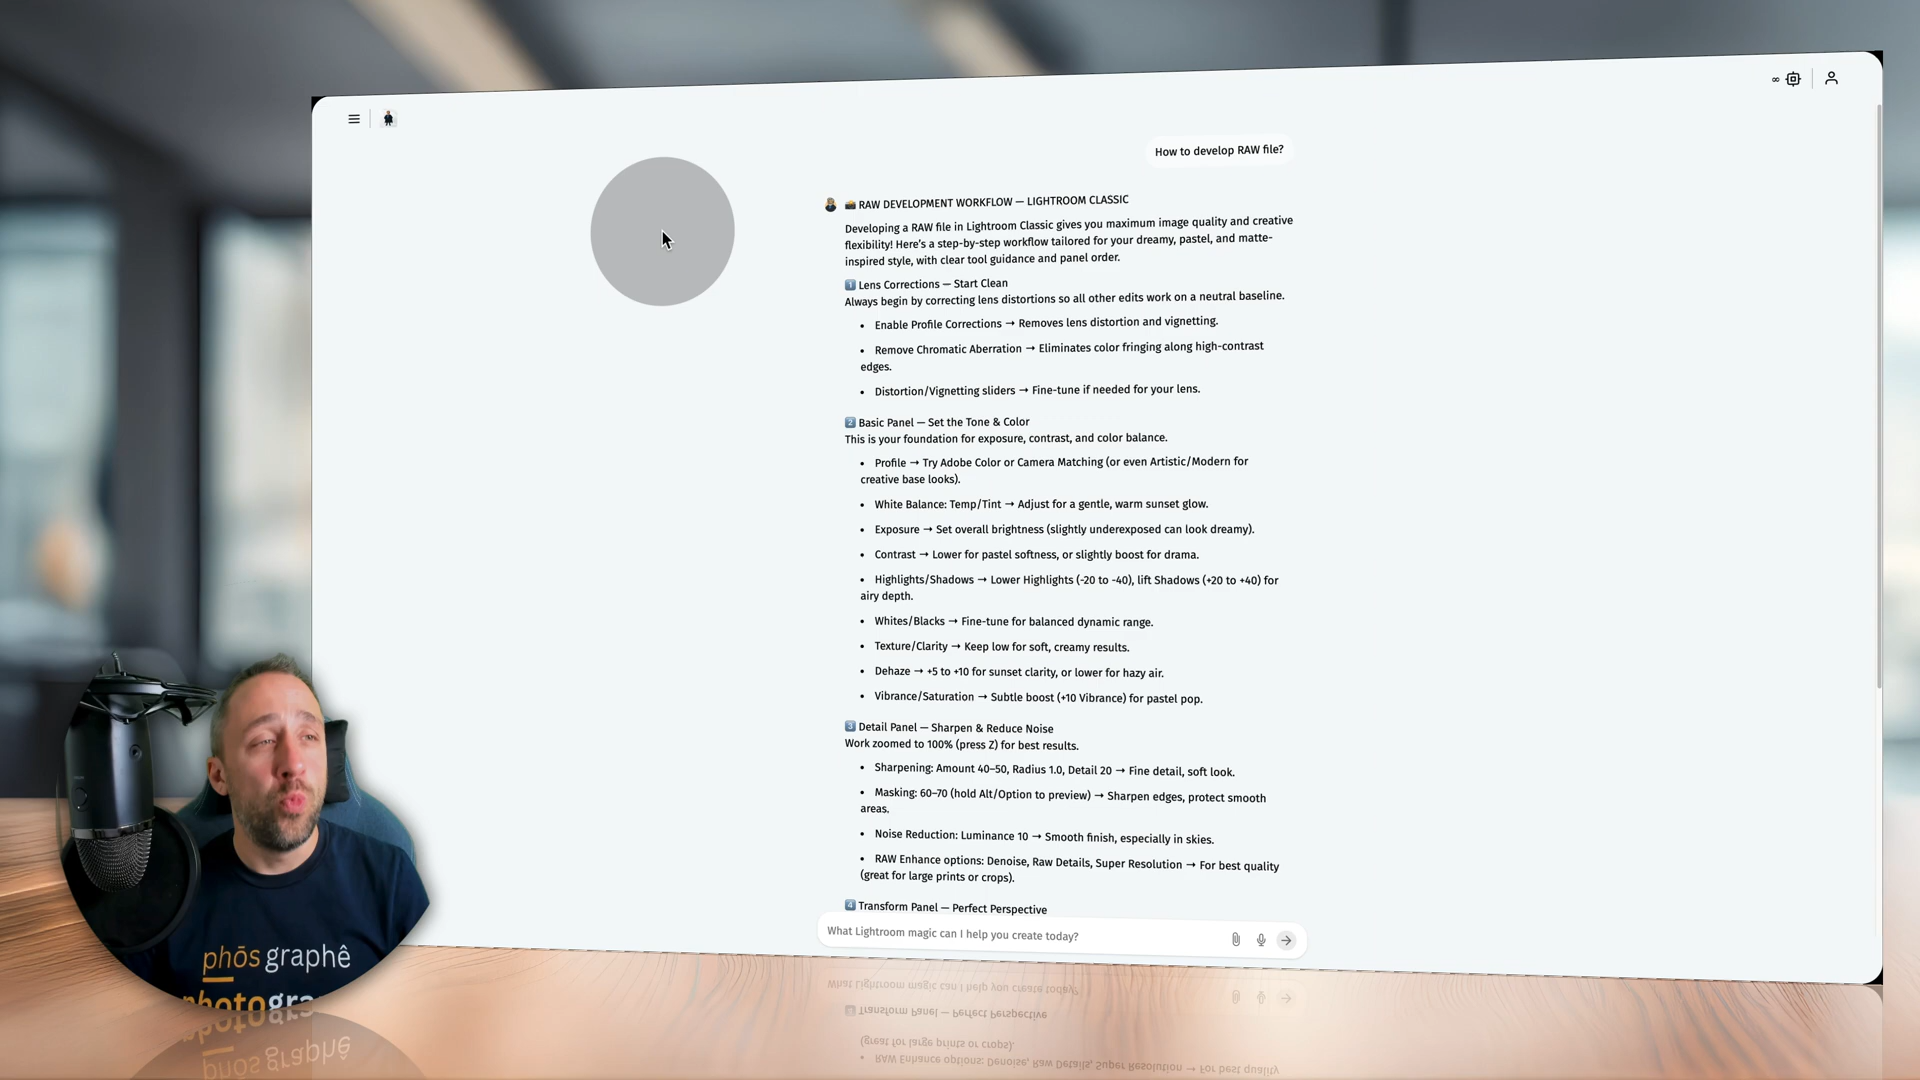 ∞
How to develop RAW file?
📸 RAW DEVELOPMENT WORKFLOW — LIGHTROOM CLASSIC
Developing a RAW file in Lightroom Classic gives you maximum image quality and creative
flexibility! Here's a step-by-step workflow tailored for your dreamy, pastel, and matte-
inspired style, with clear tool guidance and panel order.
1️⃣ Lens Corrections — Start Clean
Always begin by correcting lens distortions so all other edits work on a neutral baseline.
• Enable Profile Corrections → Removes lens distortion and vignetting.
• Remove Chromatic Aberration → Eliminates color fringing along high-contrast
edges.
• Distortion/Vignetting sliders → Fine-tune if needed for your lens.
2️⃣ Basic Panel — Set the Tone & Color
This is your foundation for exposure, contrast, and color balance.
• Profile → Try Adobe Color or Camera Matching (or even Artistic/Modern for
creative base looks).
• White Balance: Temp/Tint → Adjust for a gentle, warm sunset glow.
• Exposure → Set overall brightness (slightly underexposed can look dreamy).
• Contrast → Lower for pastel softness, or slightly boost for drama.
• Highlights/Shadows → Lower Highlights (-20 to -40), lift Shadows (+20 to +40) for
airy depth.
• Whites/Blacks → Fine-tune for balanced dynamic range.
• Texture/Clarity → Keep low for soft, creamy results.
• Dehaze → +5 to +10 for sunset clarity, or lower for hazy air.
• Vibrance/Saturation → Subtle boost (+10 Vibrance) for pastel pop.
3️⃣ Detail Panel — Sharpen & Reduce Noise
Work zoomed to 100% (press Z) for best results.
• Sharpening: Amount 40–50, Radius 1.0, Detail 20 → Fine detail, soft look.
• Masking: 60–70 (hold Alt/Option to preview) → Sharpen edges, protect smooth
areas.
• Noise Reduction: Luminance 10 → Smooth finish, especially in skies.
• RAW Enhance options: Denoise, Raw Details, Super Resolution → For best quality
(great for large prints or crops).
4️⃣ Transform Panel — Perfect Perspective
What Lightroom magic can I help you create today?
phōs graphê